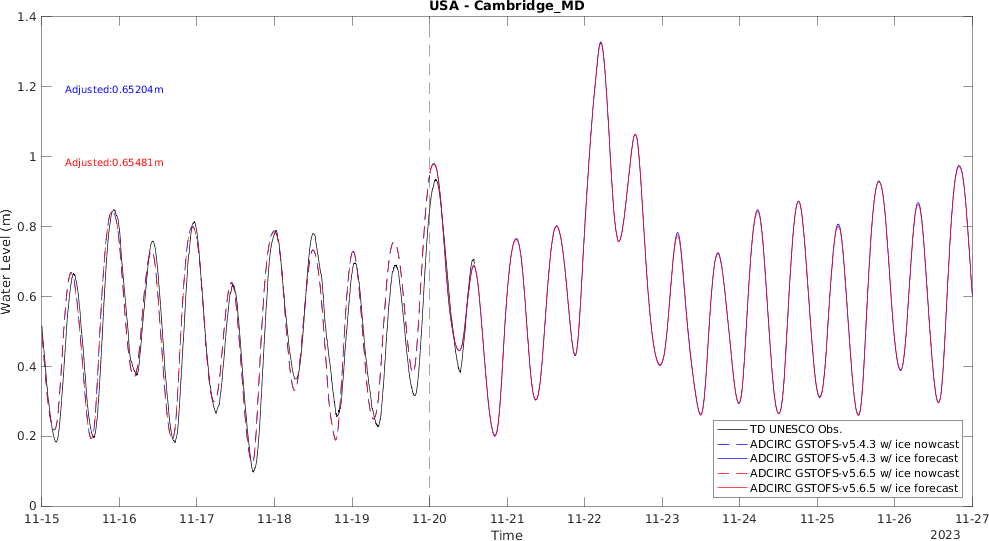 USA - Cambridge_MD
1.4
1.2
1
0.8
0.6
0.4
0.2
0
Water Level (m)
Adjusted:0.65204m
Adjusted:0.65481m
TD UNESCO Obs.
ADCIRC GSTOFS-v5.4.3 w/ ice nowcast
ADCIRC GSTOFS-v5.4.3 w/ ice forecast
ADCIRC GSTOFS-v5.6.5 w/ ice nowcast
ADCIRC GSTOFS-v5.6.5 w/ ice forecast
11-15 11-16 11-17 11-18 11-19 11-20 11-21 11-22 11-23 11-24 11-25 11-26 11-27
Time
2023